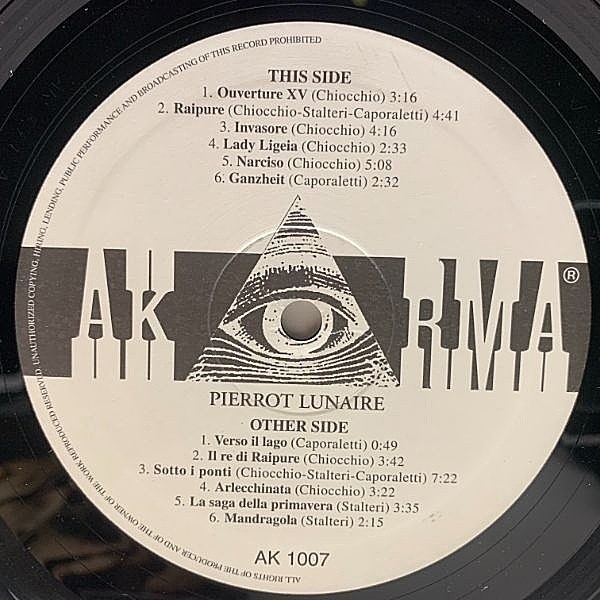 ALL RIGHTS OF THE PRODUCER AND OF THE OWNER OF THE WORK REPRODUCED RESERVED. UNAUTHORIZED COPYING, HIRING, LENDING, PUBLIC PERFORMANCE AND BROADCASTING OF THIS RECORD PROHIBITED
THIS SIDE
1. Ouverture XV (Chiocchio) 3:16
2. Raipure (Chiocchio-Stalteri-Caporaletti) 4:41
3. Invasore (Chiocchio) 4:16
4. Lady Ligeia (Chiocchio) 2:33
5. Narciso (Chiocchio) 5:08
6. Ganzheit (Caporaletti) 2:32
AK RMA ®
PIERROT LUNAIRE
OTHER SIDE
1. Verso il lago (Caporaletti) 0:49
2. Il re di Raipure (Chiocchio) 3:42
3. Sotto i ponti (Chiocchio-Stalteri-Caporaletti) 7:22
4. Arlecchinata (Chiocchio) 3:22
5. La saga della primavera (Stalteri) 3:35
6. Mandragola (Stalteri) 2:15
AK 1007